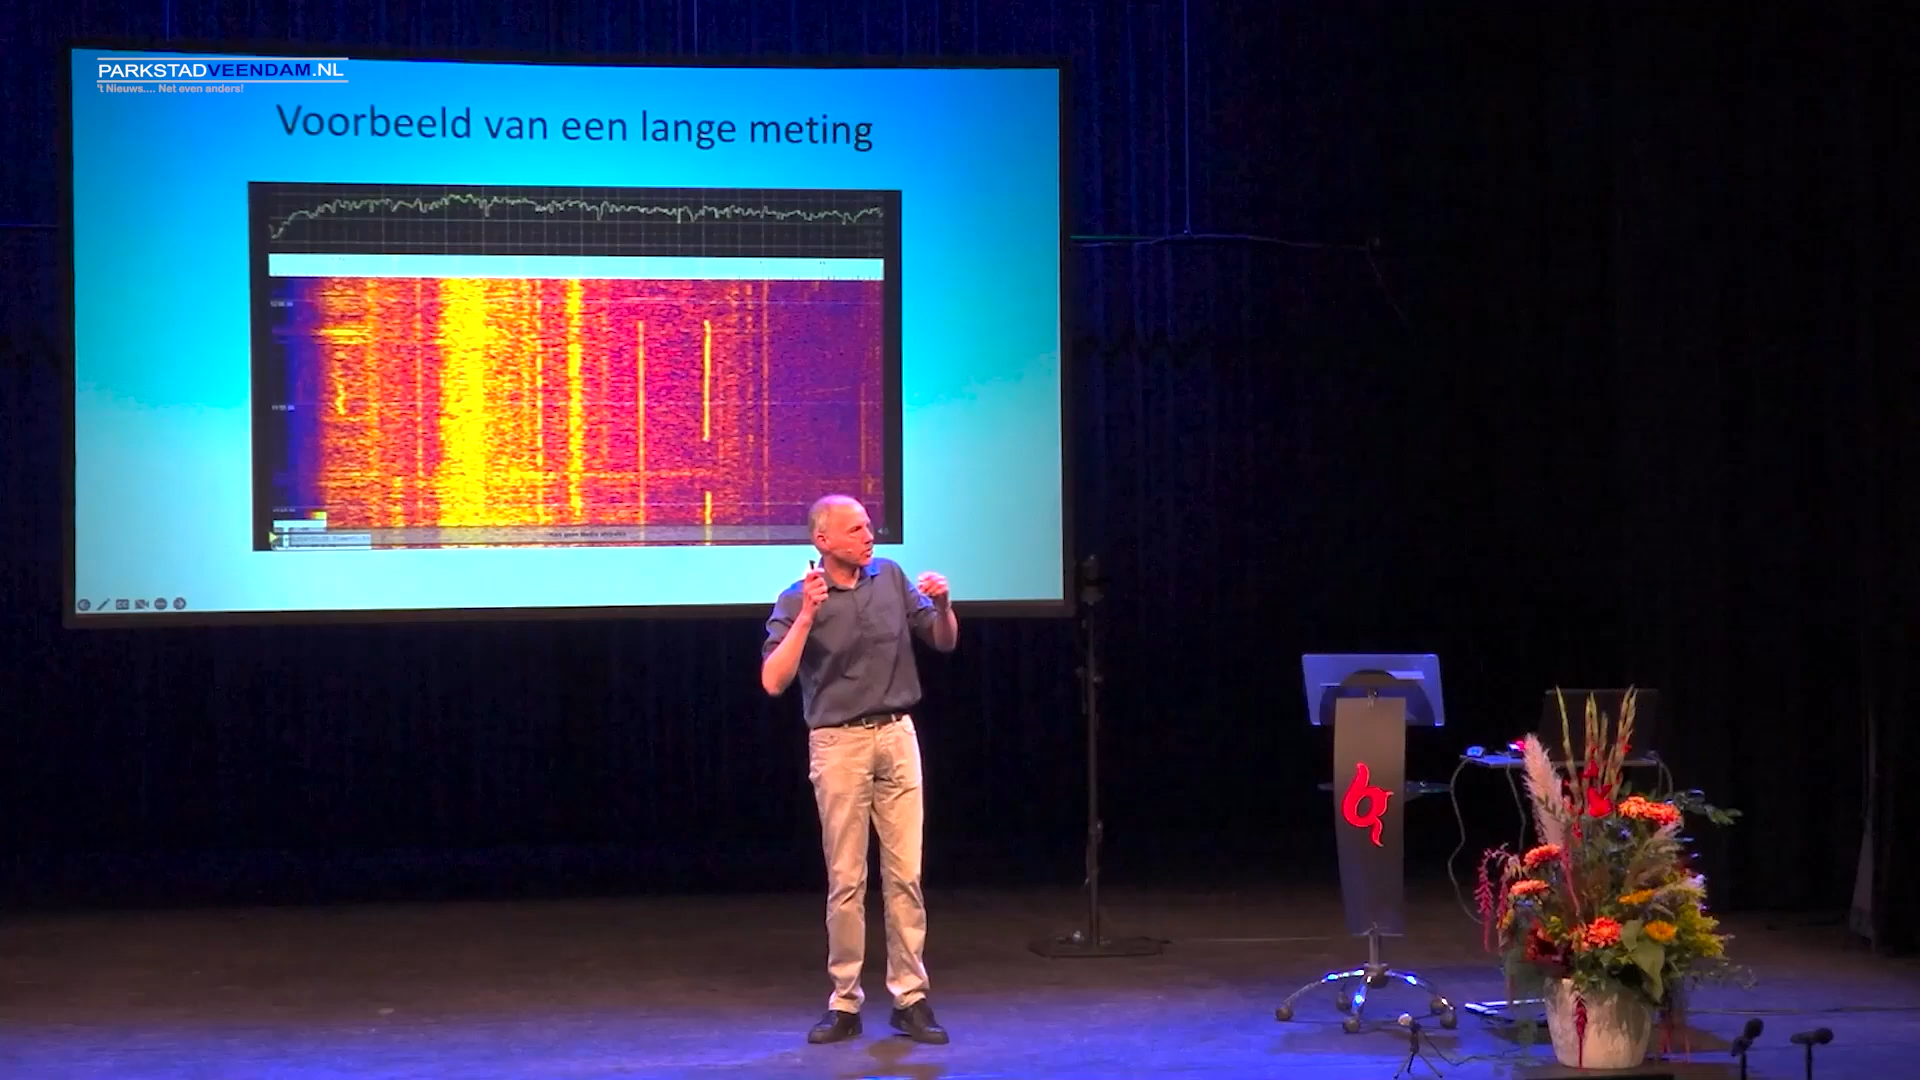 PARKSTADVEENDAM.NL
't Nieuws.... Net even anders!
Voorbeeld van een lange meting